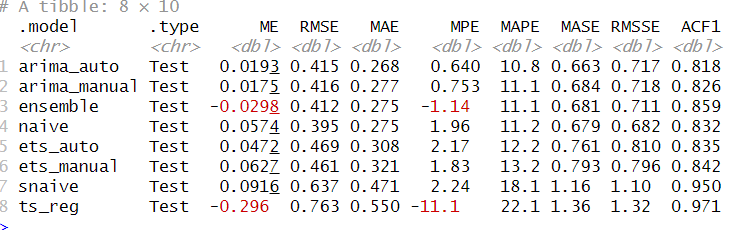 # A tibble: 8 × 10
.model .type ME RMSE MAE MPE MAPE MASE RMSSE ACF1
<chr> <chr> <dbl> <dbl> <dbl> <dbl> <dbl> <dbl> <dbl> <dbl>
1 arima_auto Test 0.0193 0.415 0.268 0.640 10.8 0.663 0.717 0.818
2 arima_manual Test 0.0175 0.416 0.277 0.753 11.1 0.684 0.718 0.826
3 ensemble Test -0.0298 0.412 0.275 -1.14 11.1 0.681 0.711 0.859
4 naive Test 0.0574 0.395 0.275 1.96 11.2 0.679 0.682 0.832
5 ets_auto Test 0.0472 0.469 0.308 2.17 12.2 0.761 0.810 0.835
6 ets_manual Test 0.0627 0.461 0.321 1.83 13.2 0.793 0.796 0.842
7 snaive Test 0.0916 0.637 0.471 2.24 18.1 1.16 1.10 0.950
8 ts_reg Test -0.296 0.763 0.550 -11.1 22.1 1.36 1.32 0.971
>